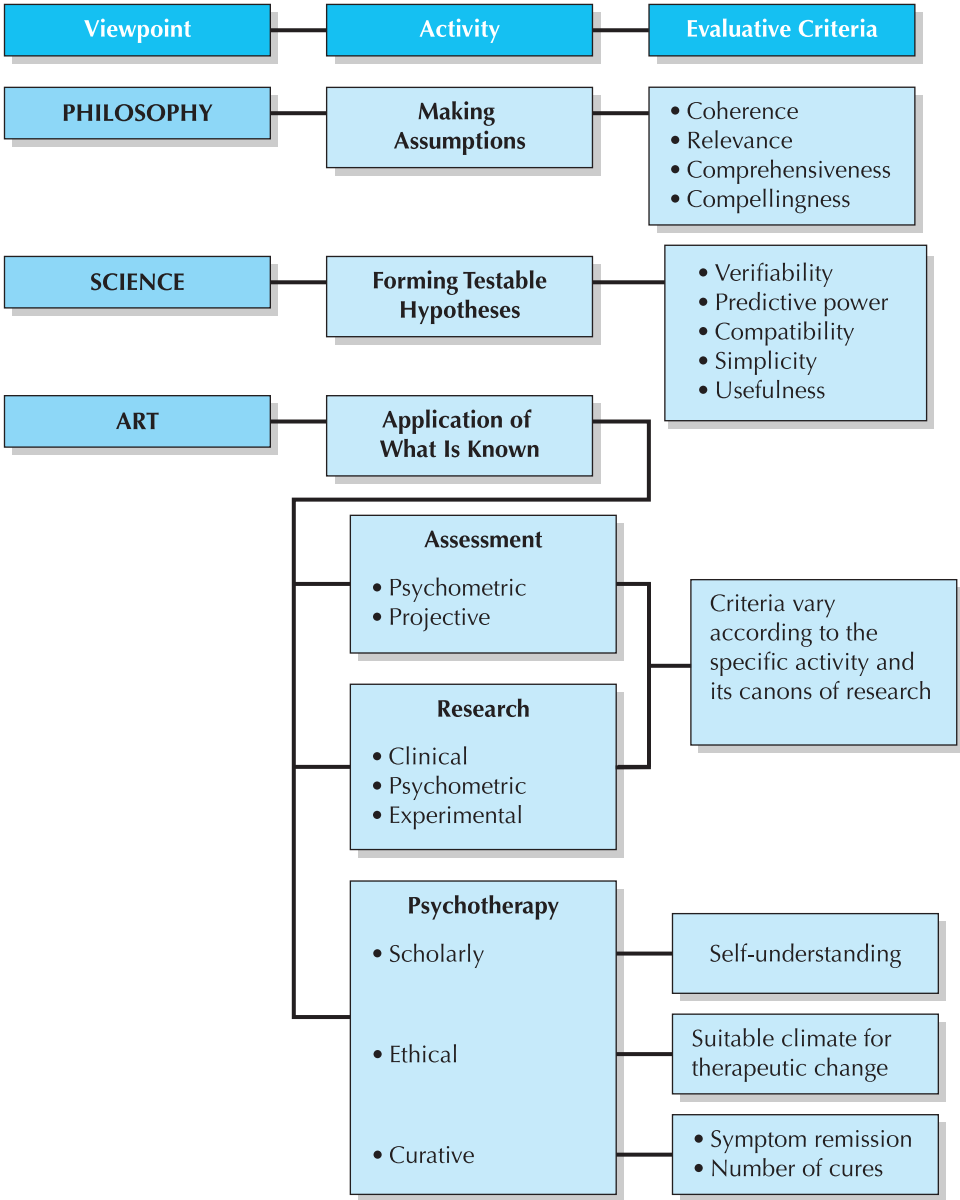 Viewpoint
Activity
Evaluative Criteria
PHILOSOPHY
Making
Assumptions
• Coherence
• Relevance
• Comprehensiveness
• Compellingness
SCIENCE
Forming Testable
Hypotheses
• Verifiability
• Predictive power
• Compatibility
• Simplicity
• Usefulness
ART
Application of
What Is Known
Assessment
• Psychometric
• Projective
Criteria vary
according to the
specific activity and
its canons of research
Research
• Clinical
• Psychometric
• Experimental
Psychotherapy
• Scholarly
Self-understanding
• Ethical
Suitable climate for
therapeutic change
• Curative
• Symptom remission
• Number of cures